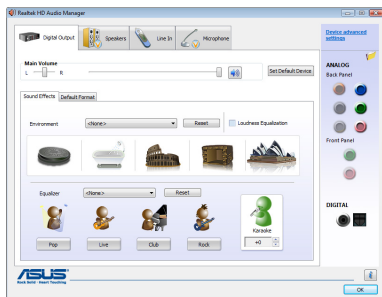 Realtek HD Audio Manager
Digital Output
Speakers
Line In
Microphone
Device advanced
settings
Main Volume
L
R
Set Default Device
ANALOG
Back Panel
Sound Effects
Default Format
Environment
<None>
Reset
Loudness Equalization
Front Panel
Equalizer
<None>
Reset
DIGITAL
Karaoke
Pop
Live
Club
Rock
+0
ASUS
Rock Solid · Heart Touching
i
OK